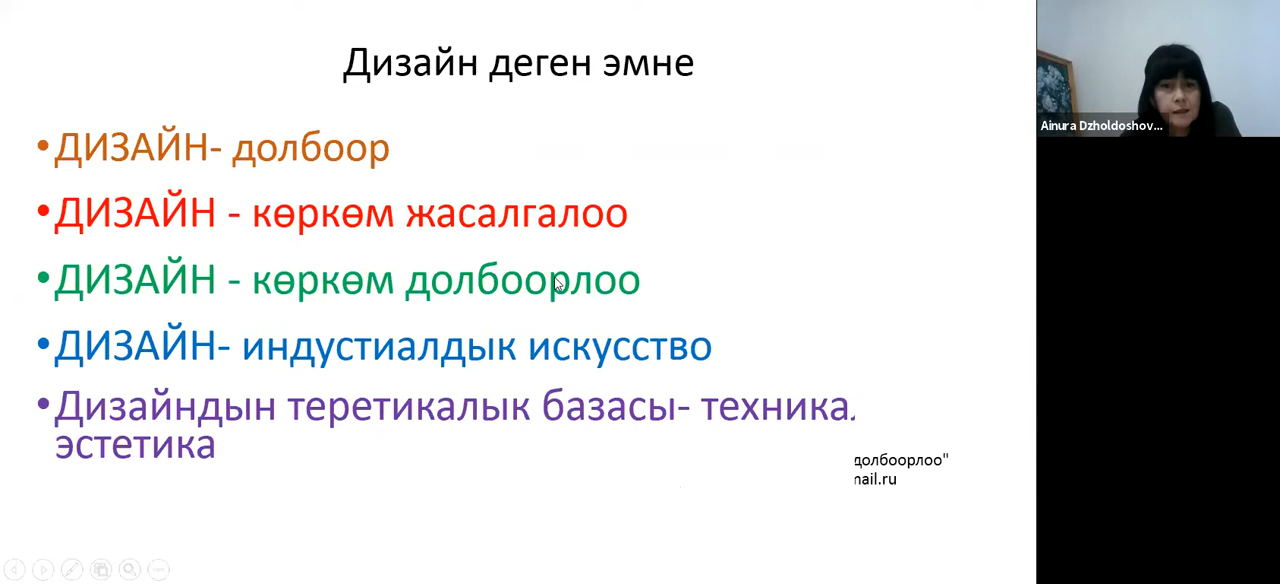 Дизайн деген эмне
•ДИЗАЙН- долбоор
•ДИЗАЙН - көркөм жасалгалоо
•ДИЗАЙН - көркөм долбоорлоо
•ДИЗАЙН- индустиалдык искусство
•Дизайндын теретикалык базасы- техника
эстетика
долбоорлоо"
mail.ru
Ainura Dzholdoshov...